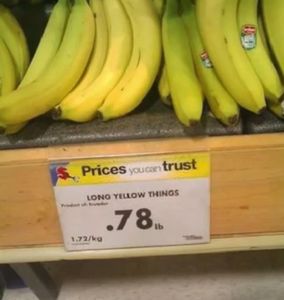 Prices you can trust
LONG YELLOW THINGS
Product of: Ecuador
.78 lb
1.72/kg